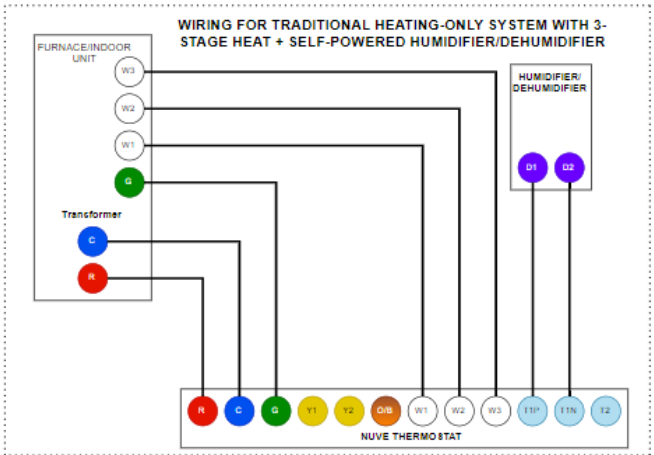 WIRING FOR TRADITIONAL HEATING-ONLY SYSTEM WITH 3-
STAGE HEAT + SELF-POWERED HUMIDIFIER/DEHUMIDIFIER
FURNACE/INDOOR
UNIT
W3
W2
W1
G
Transformer
C
R
HUMIDIFIER/
DEHUMIDIFIER
D1 D2
R C G Y1 Y2 O/B W1 W2 W3 T1P T1N T2
NUVE THERMOSTAT